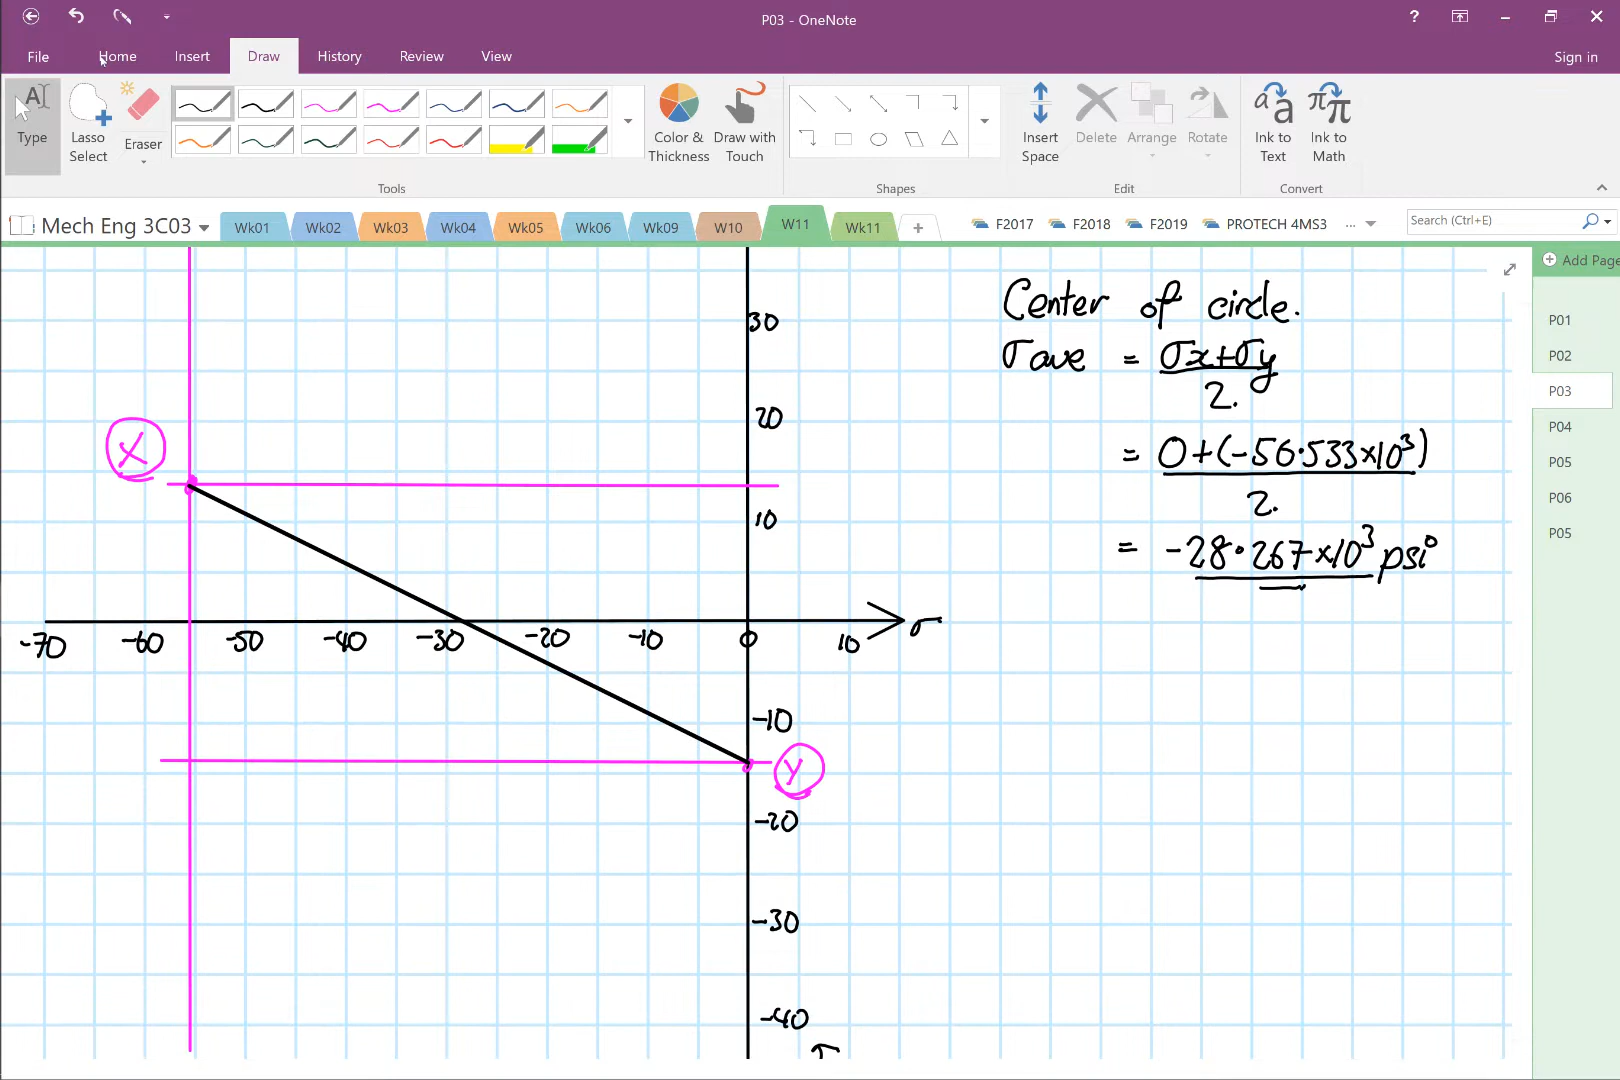 P03 - OneNote
?
File Home Insert Draw History Review View Sign in
Type
Lasso Select
Eraser
Color & Thickness
Draw with Touch
Insert Space
Delete
Arrange
Rotate
Ink to Text
Ink to Math
Tools
Shapes
Edit
Convert
Mech Eng 3C03
Wk01 Wk02 Wk03 Wk04 Wk05 Wk06 Wk09 W10 W11 Wk11 +
F2017 F2018 F2019 PROTECH 4MS3 ...
Search (Ctrl+E)
Add Page
P01
P02
P03
P04
P05
P06
P05
30
20
10
-70 -60 -50 -40 -30 -20 -10 0 10 σ
-10
-20
-30
-40
X
Y
Center of circle.
σave = σx+σy
2.
= 0+(-56.533×10³)
2.
= -28.267×10³ psi